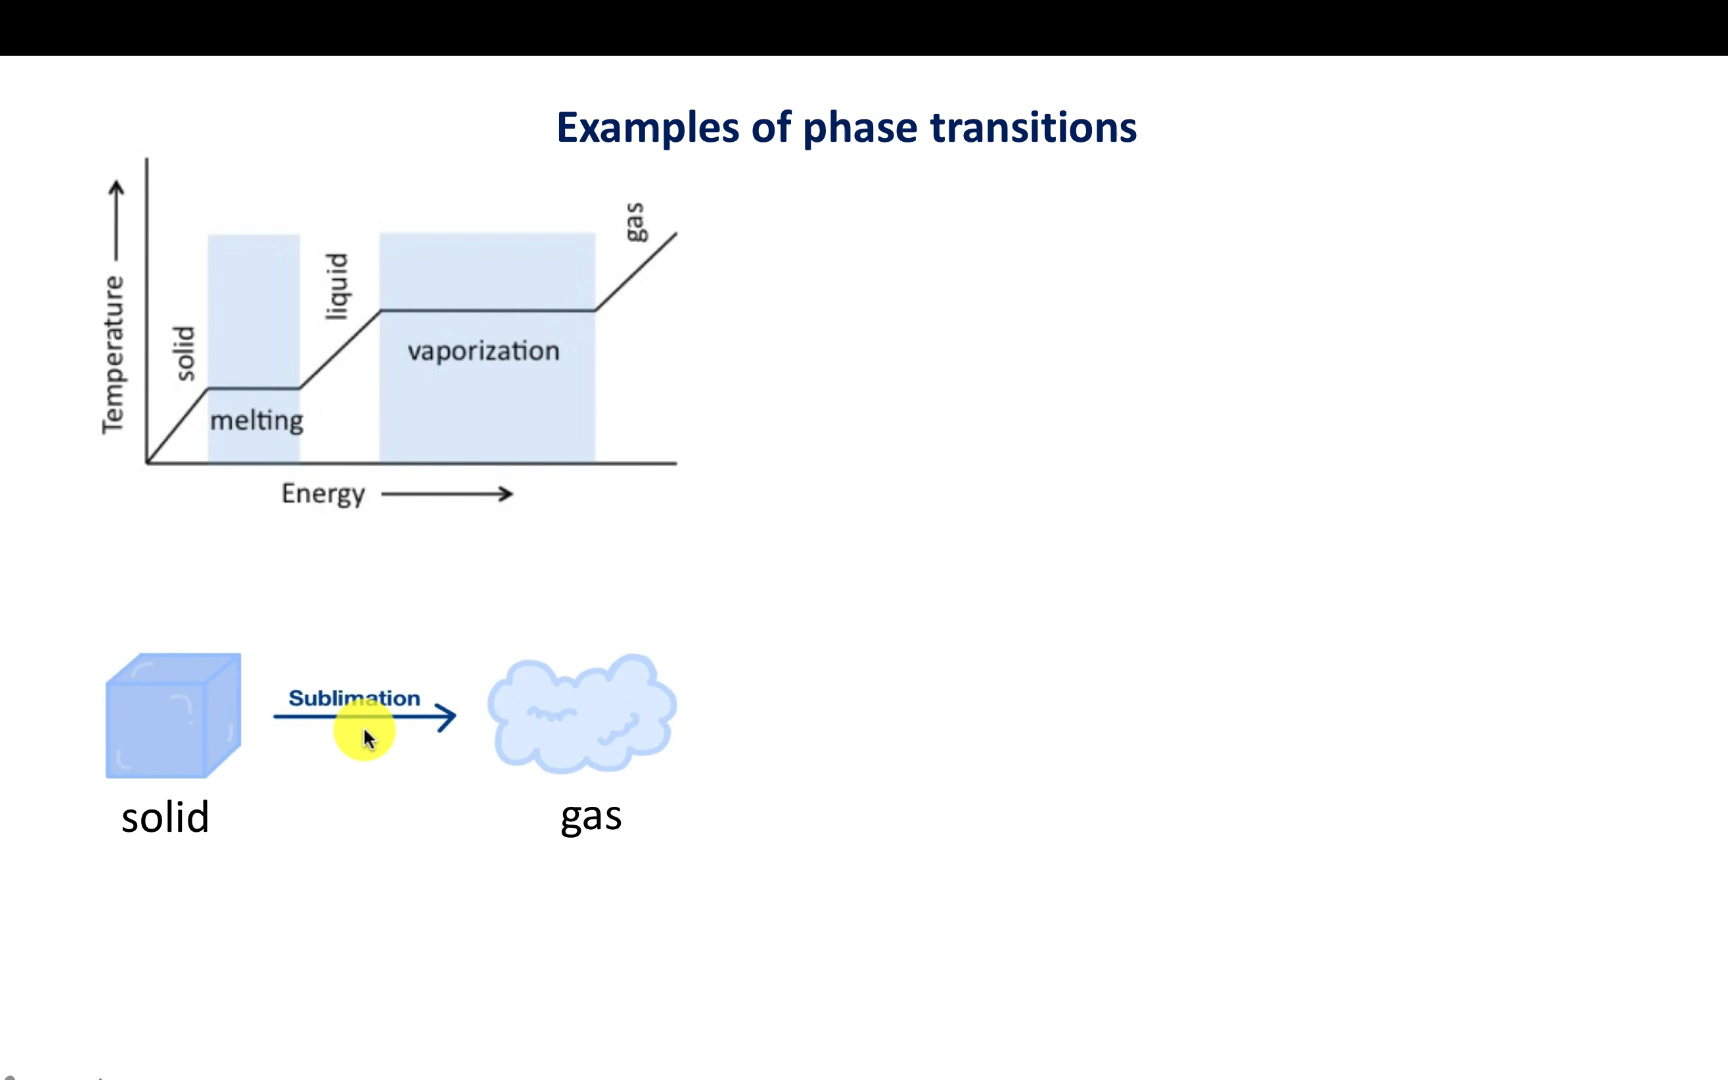 Examples of phase transitions
Temperature
solid
melting
liquid
vaporization
gas
Energy
Sublimation
solid
gas